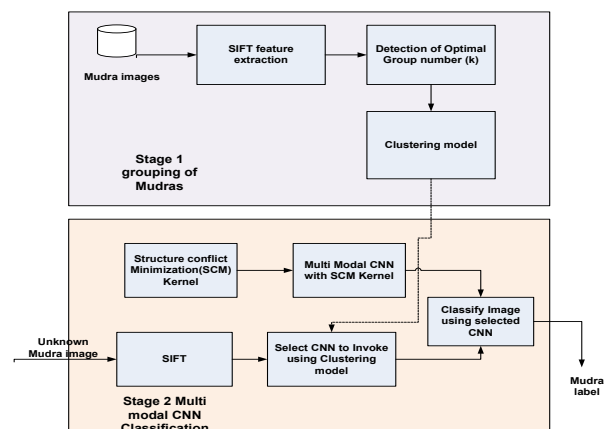 Mudra images
SIFT feature
extraction
Detection of Optimal
Group number (k)
Clustering model
Stage 1
grouping of
Mudras
Structure conflict
Minimization(SCM)
Kernel
Multi Modal CNN
with SCM Kernel
Classify Image
using selected
CNN
Unknown
Mudra image
SIFT
Select CNN to Invoke
using Clustering
model
Mudra
label
Stage 2 Multi
modal CNN
Classification